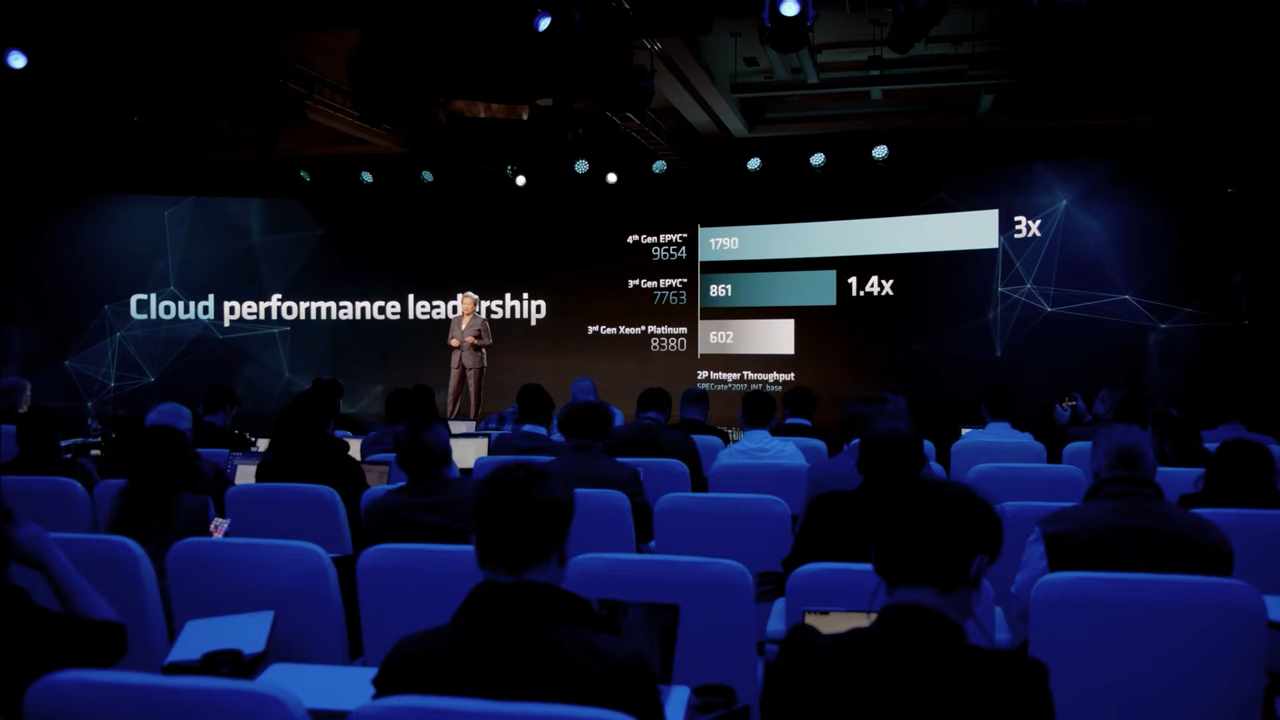 Cloud performance leadership
4th Gen EPYC™
9654
1790
3x
3rd Gen EPYC™
7763
861
1.4x
3rd Gen Xeon® Platinum
8380
602
2P Integer Throughput
SPECrate®2017_INT_base